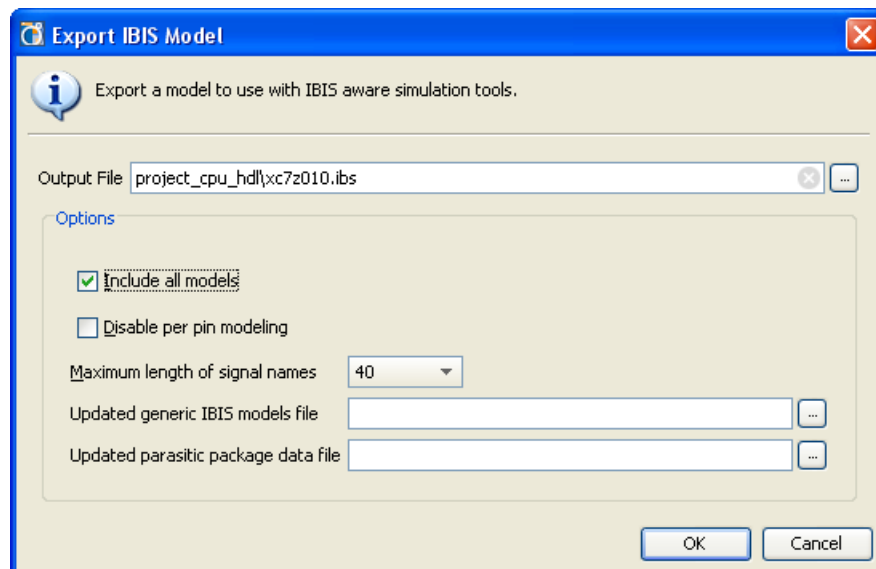 Export IBIS Model
Export a model to use with IBIS aware simulation tools.
Output File project_cpu_hdl\xc7z010.ibs ...
Options
Include all models
Disable per pin modeling
Maximum length of signal names 40
Updated generic IBIS models file ...
Updated parasitic package data file ...
OK Cancel